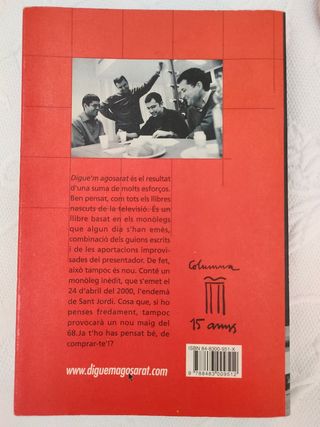 Digue'm agosarat és el resultat
d'una suma de molts esforços.
Ben pensat, com tots els llibres
nascuts de la televisió. És un
llibre basat en els monòlegs
que algun dia s'han emès,
combinació dels guions escrits
i de les aportacions improvi-
sades del presentador. De fet,
això tampoc és nou. Conté un
monòleg inèdit, que s'emet el
24 d'abril del 2000, l'endemà
de Sant Jordi. Cosa que, si ho
penses fredament, tampoc
provocarà un nou maig del
68.Ja t'ho has pensat bé, de
comprar-te'l?
www.diguemagosarat.com
Columna
15 anys
ISBN 84-8300-951-X
9 788483 009512